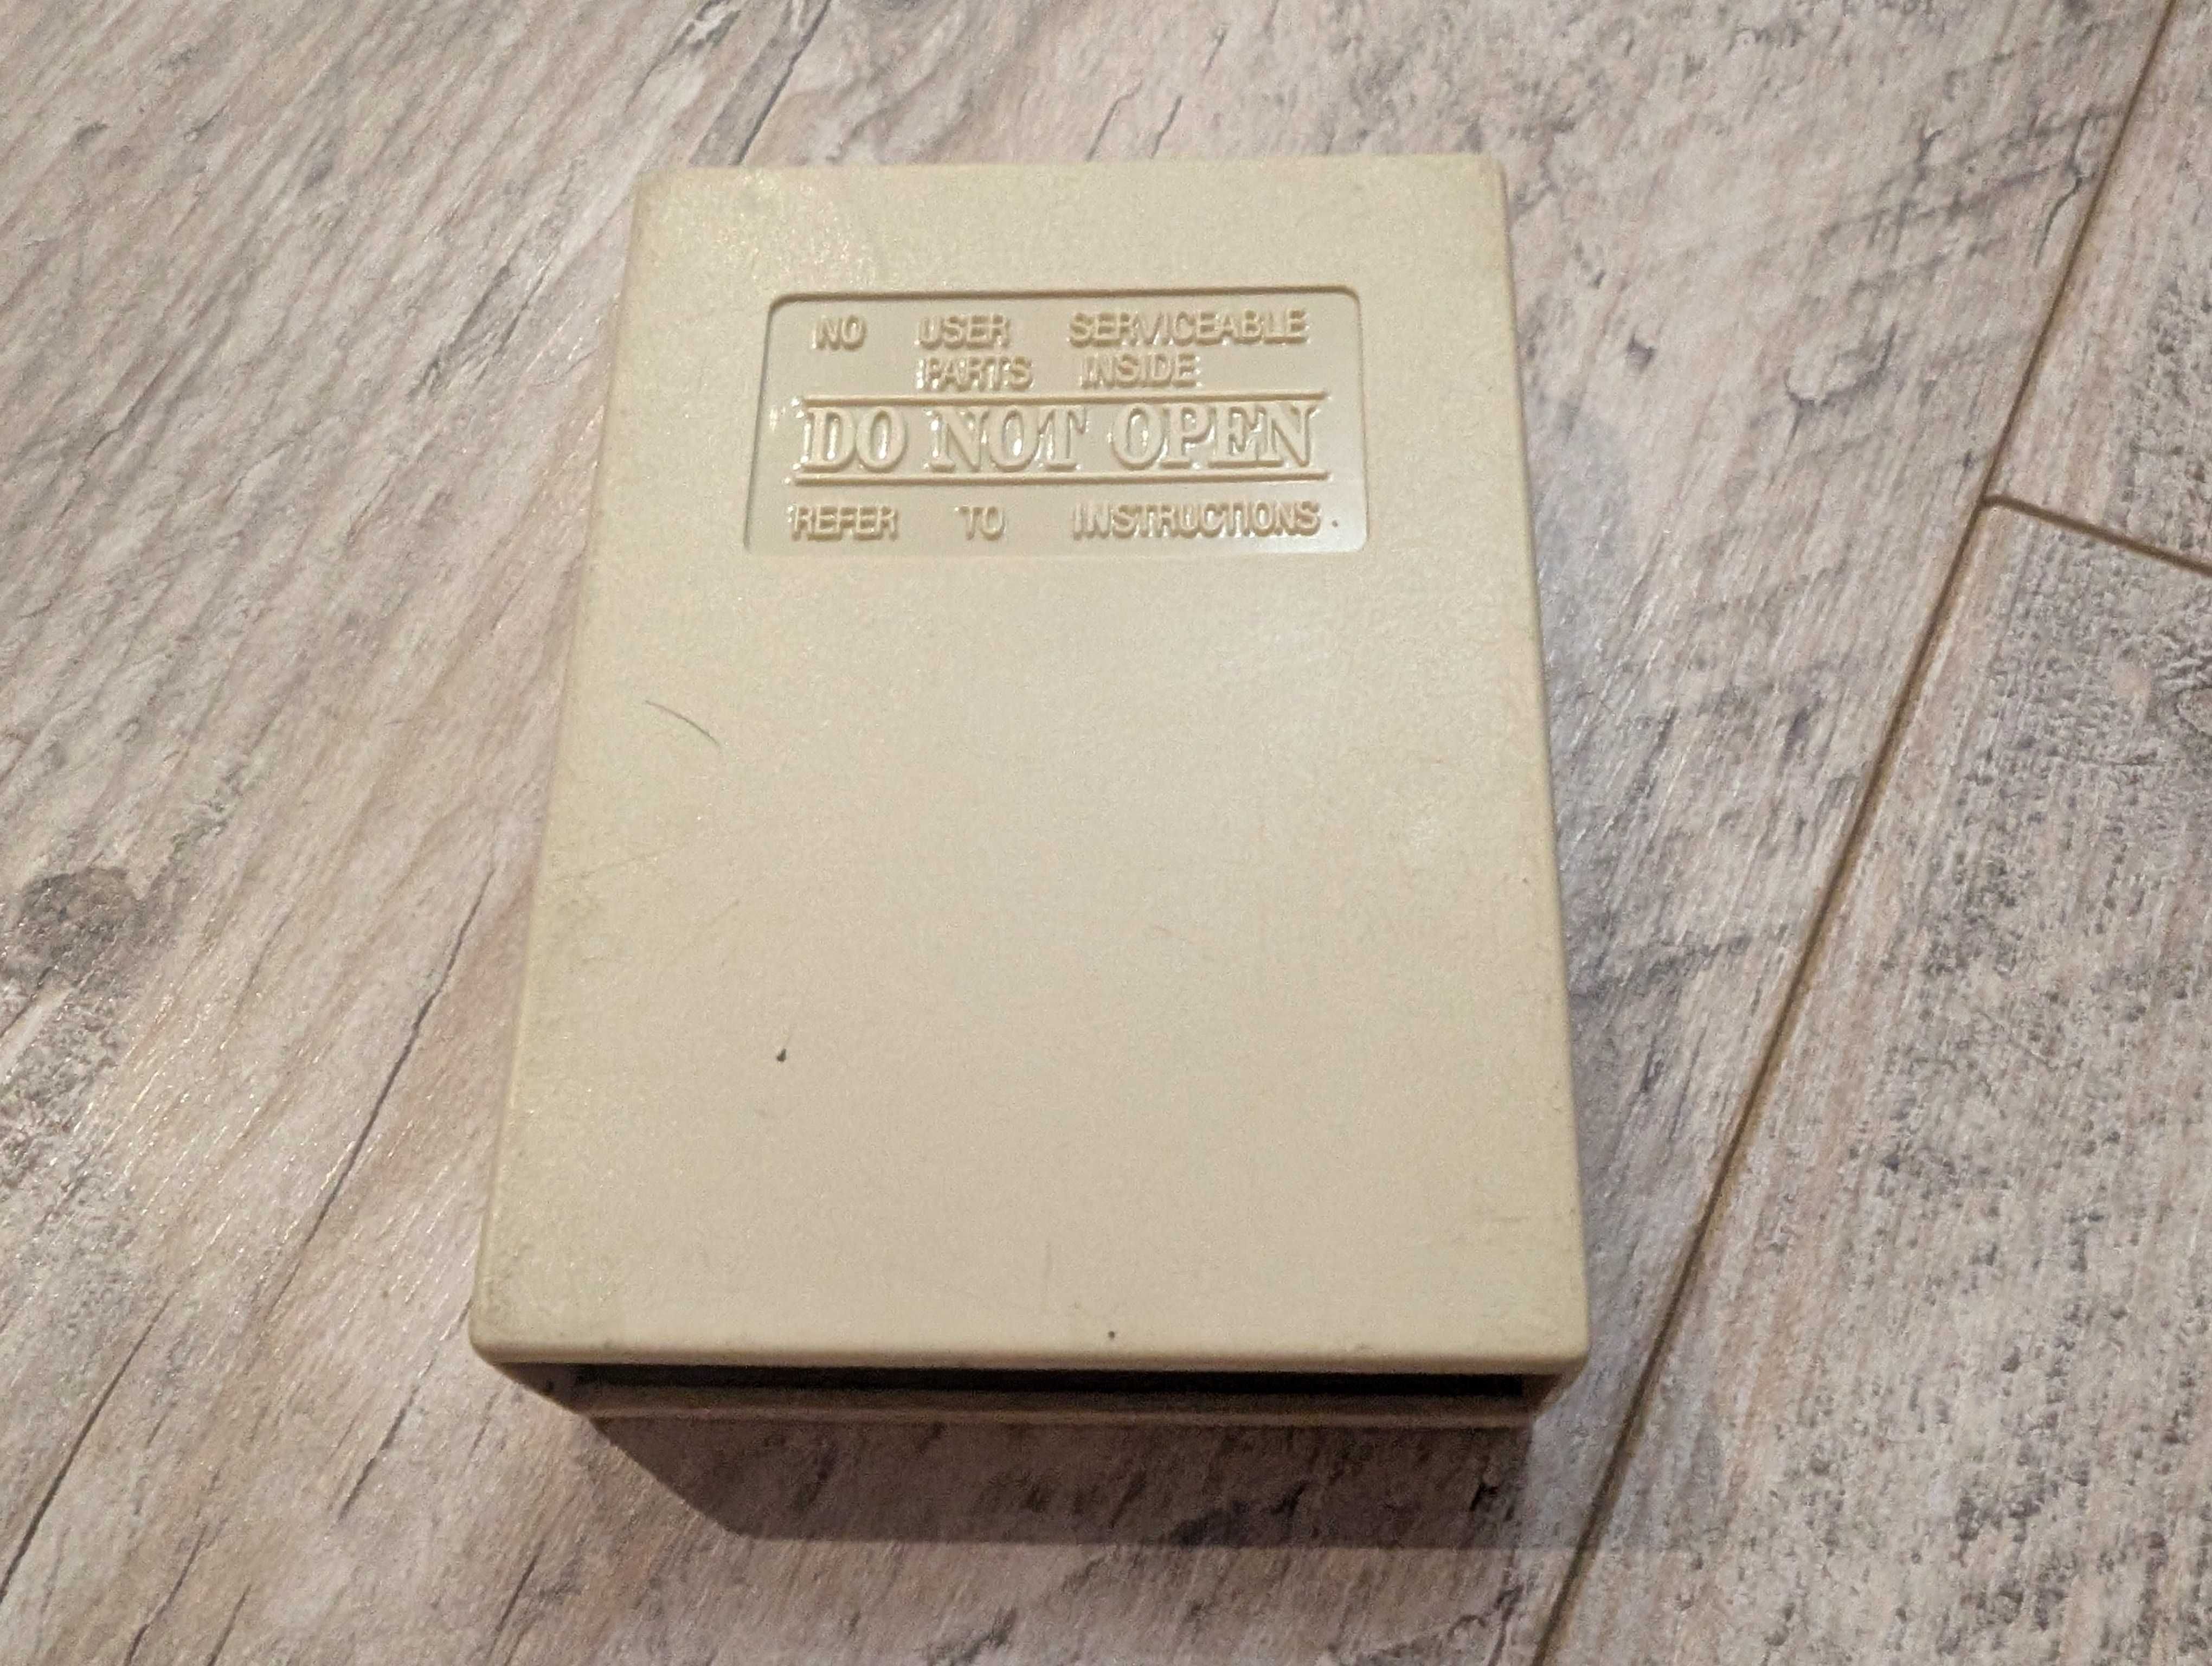 NO USER SERVICEABLE
PARTS INSIDE
DO NOT OPEN
REFER TO INSTRUCTIONS.